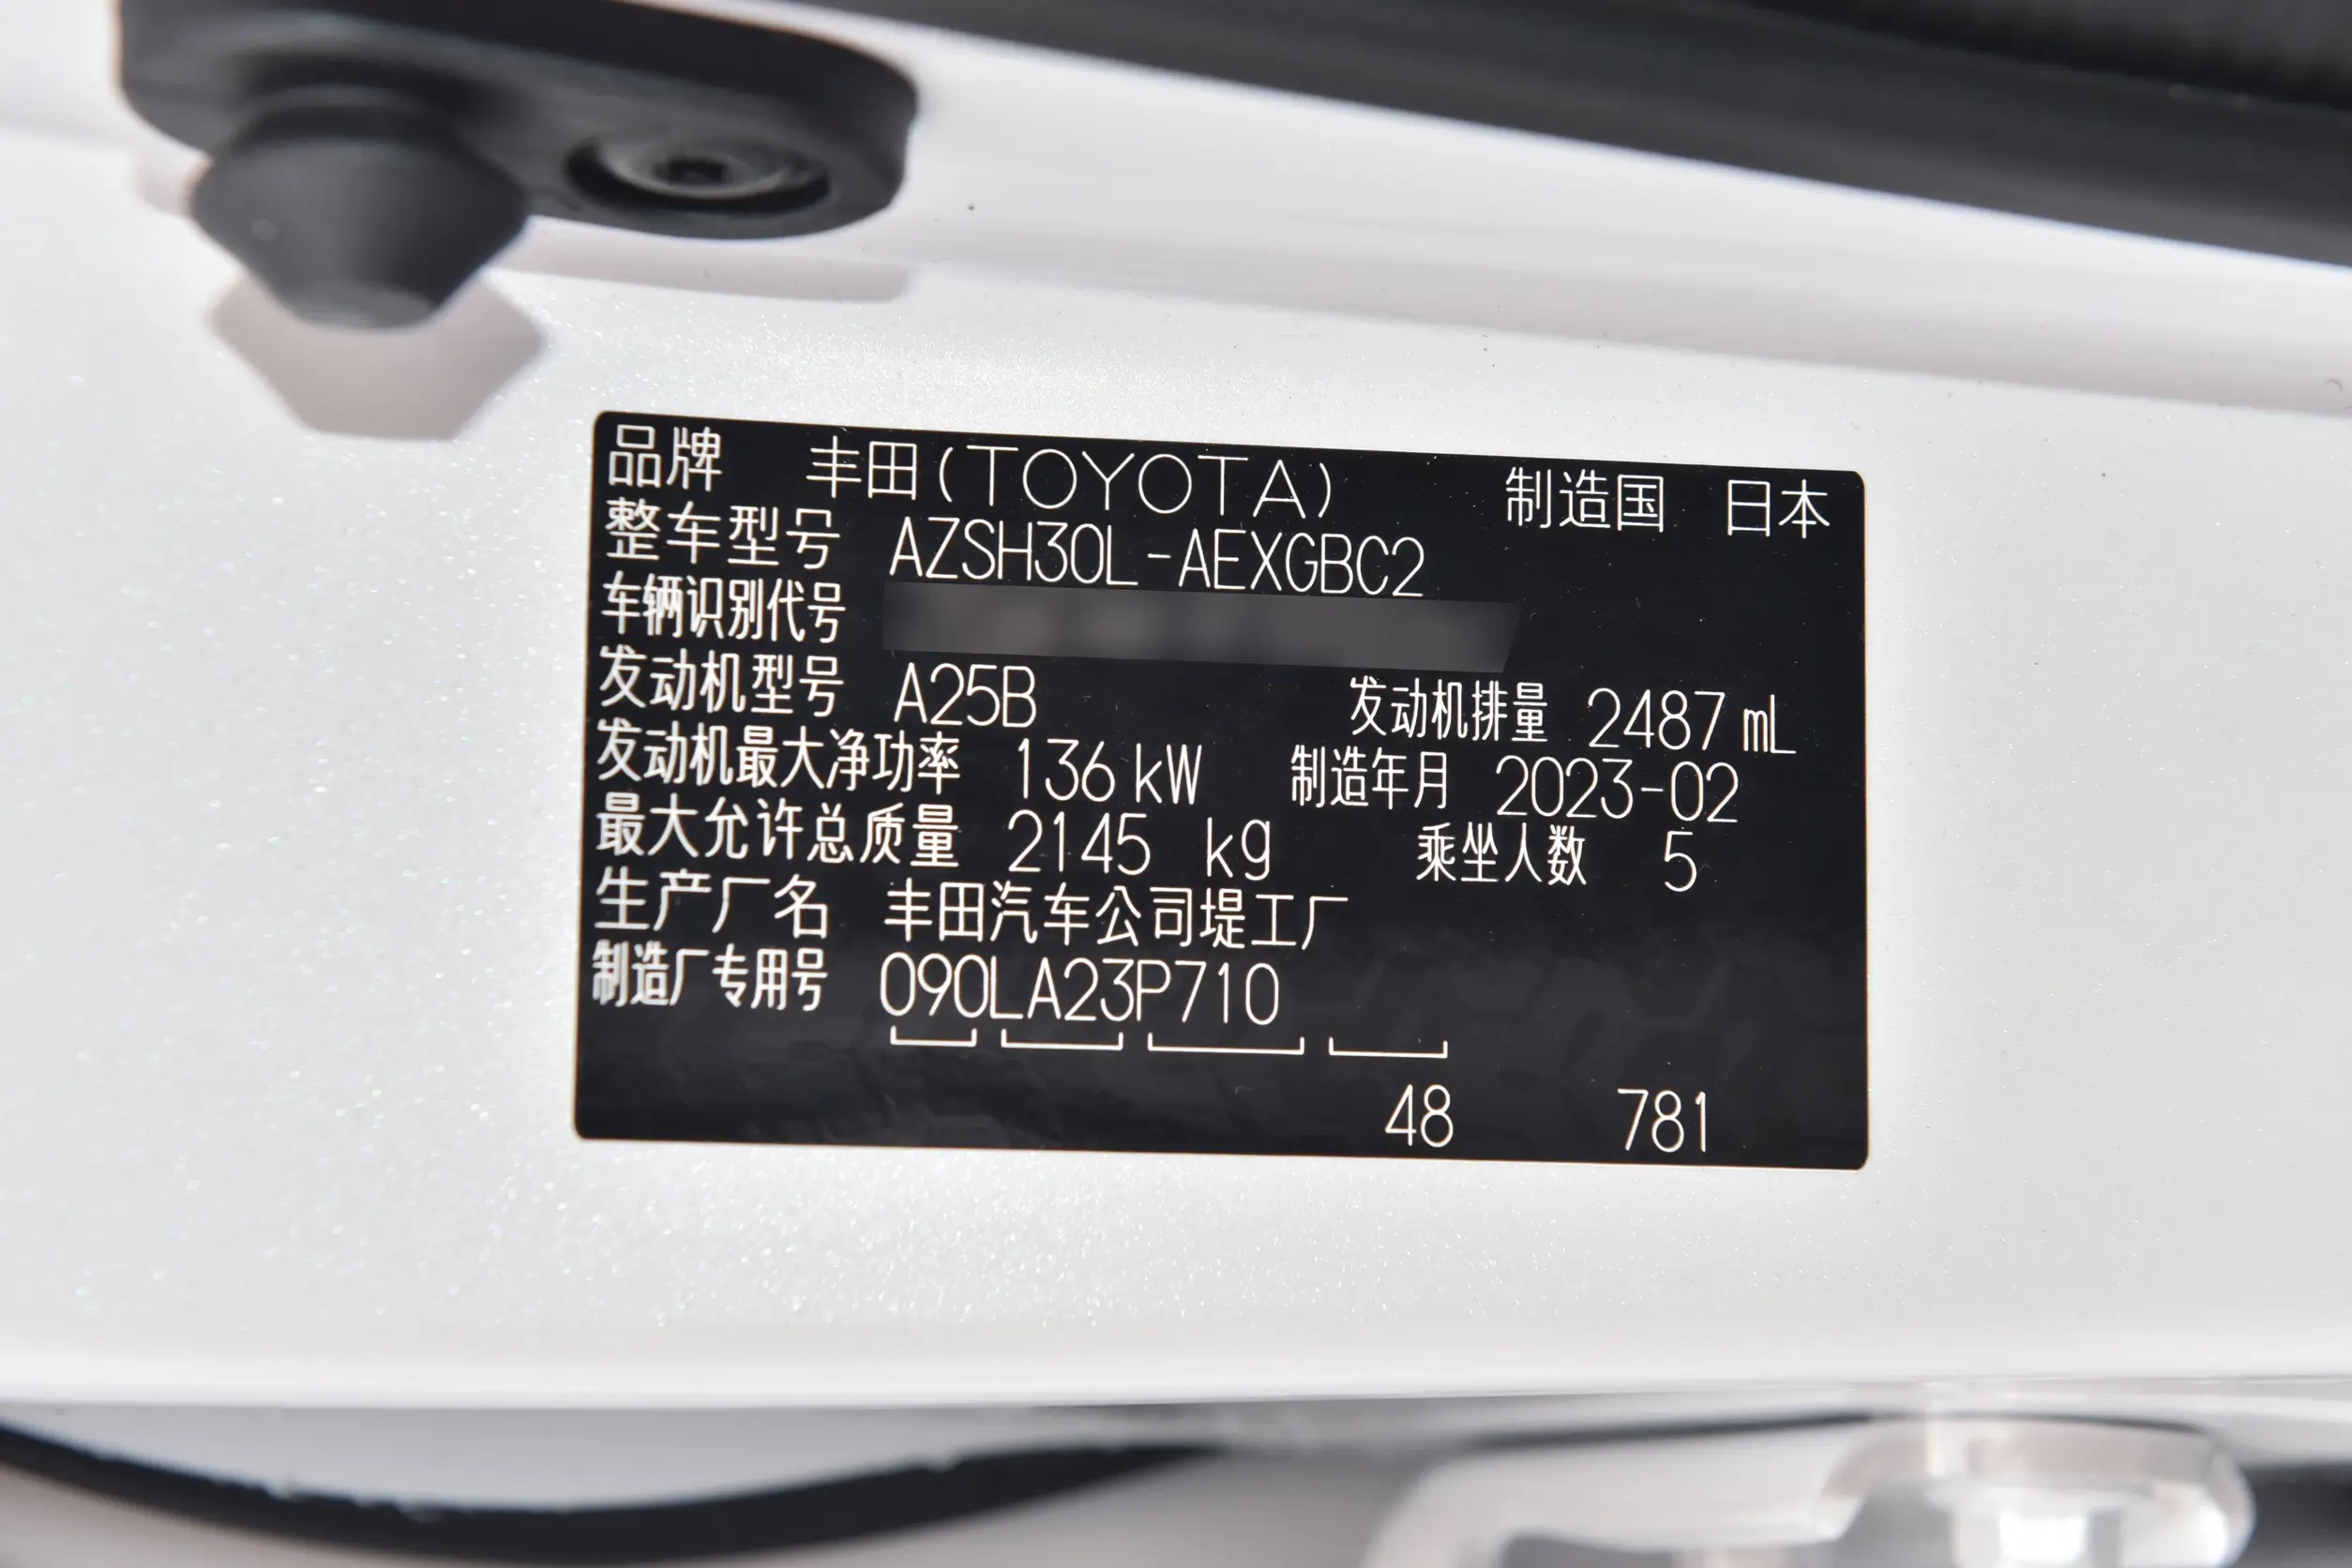 品牌 丰田(TOYOTA) 制造国 日本
整车型号 AZSH30L-AEXGBC2
车辆识别代号
发动机型号 A25B 发动机排量 2487 mL
发动机最大净功率 136 kW 制造年月 2023-02
最大允许总质量 2145 kg 乘坐人数 5
生产厂名 丰田汽车公司堤工厂
制造厂专用号 090LA23P710
48 781